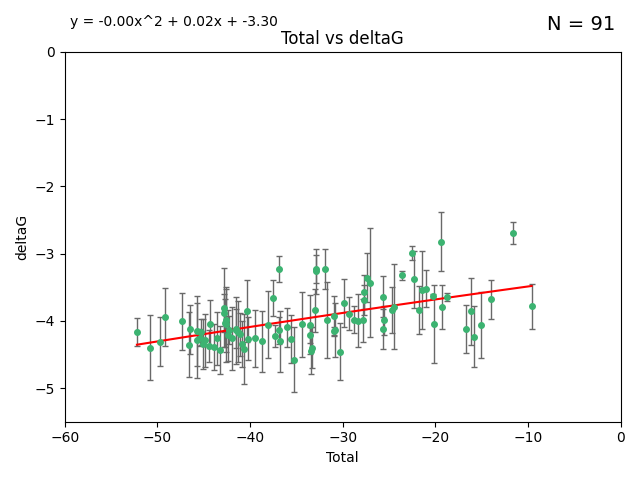 y = -0.00x^2 + 0.02x + -3.30
N = 91
Total vs deltaG
deltaG
0
−1
−2
−3
−4
−5
−60
−50
−40
−30
−20
−10
0
Total